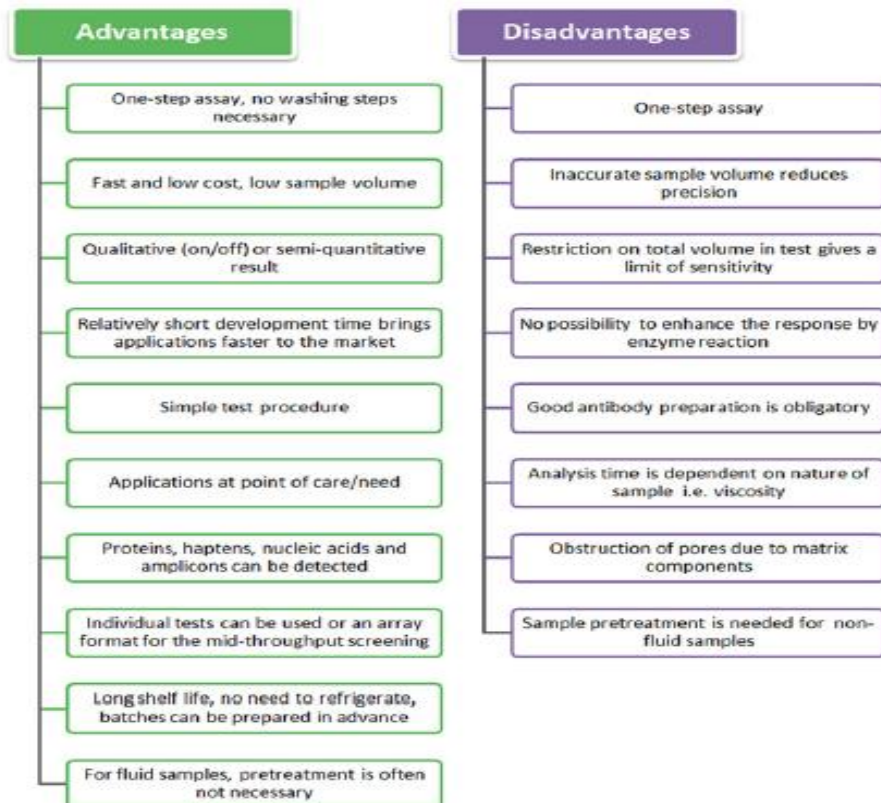 Advantages
One-step assay, no washing steps
necessary
Fast and low cost, low sample volume
Qualitative (on/off) or semi-quantitative
result
Relatively short development time brings
applications faster to the market
Simple test procedure
Applications at point of care/need
Proteins, haptens, nucleic acids and
amplicons can be detected
Individual tests can be used or an array
format for the mid-throughput screening
Long shelf life, no need to refrigerate,
batches can be prepared in advance
For fluid samples, pretreatment is often
not necessary
Disadvantages
One-step assay
Inaccurate sample volume reduces
precision
Restriction on total volume in test gives a
limit of sensitivity
No possibility to enhance the response by
enzyme reaction
Good antibody preparation is obligatory
Analysis time is dependent on nature of
sample i.e. viscosity
Obstruction of pores due to matrix
components
Sample pretreatment is needed for non-
fluid samples